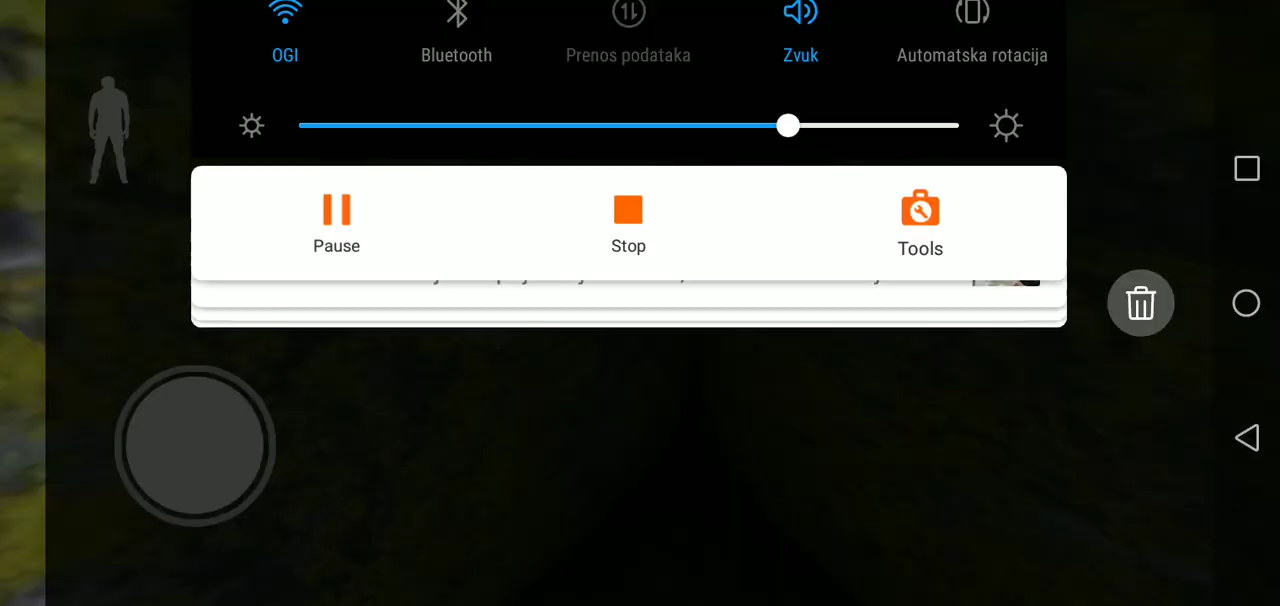 OGI Bluetooth Prenos podataka Zvuk Automatska rotacija
Pause Stop Tools